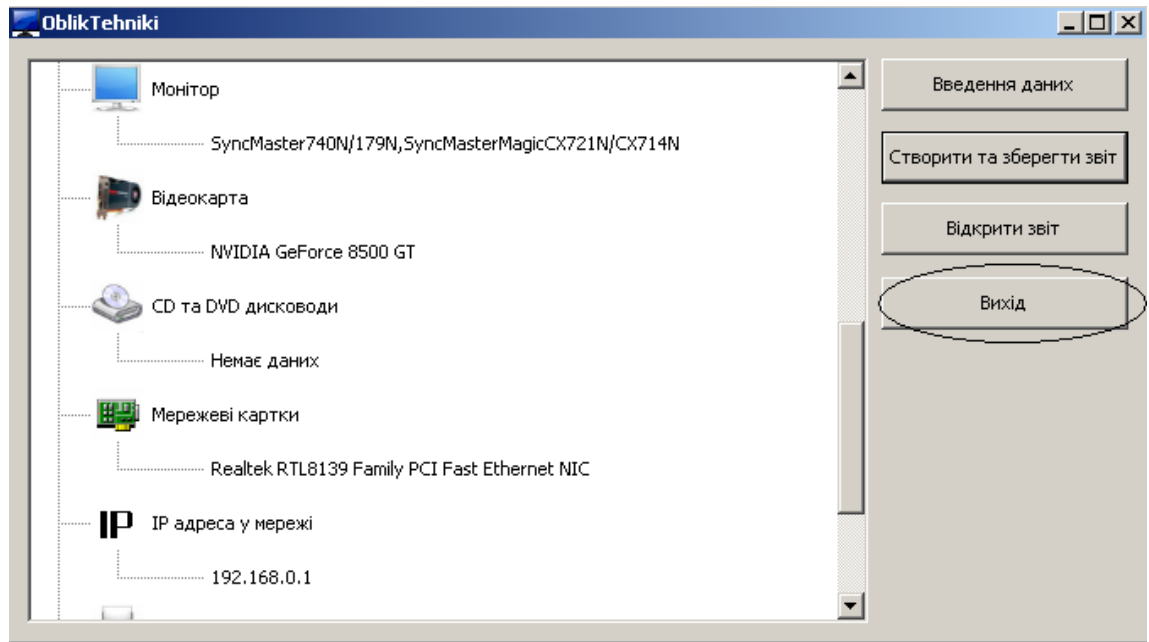 OblikTehniki
Монітор
SyncMaster740N/179N,SyncMasterMagicCX721N/CX714N
Відеокарта
NVIDIA GeForce 8500 GT
CD та DVD дисководи
Немає даних
Мережеві картки
Realtek RTL8139 Family PCI Fast Ethernet NIC
IP
IP адреса у мережі
192.168.0.1
Введення даних
Створити та зберегти звіт
Відкрити звіт
Вихід